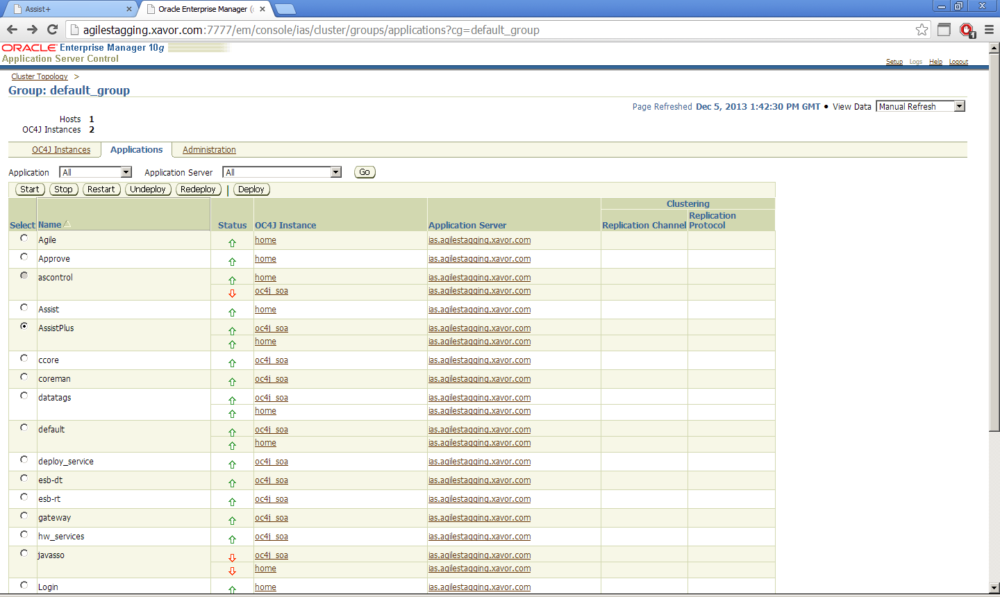 Assist+
Oracle Enterprise Manager (
agilestagging.xavor.com:7777/em/console/ias/cluster/groups/applications?cg=default_group
1
ORACLE Enterprise Manager 10g
Application Server Control
Setup Logs Help Logout
Cluster Topology >
Group: default_group
Page Refreshed Dec 5, 2013 1:42:30 PM GMT • View Data Manual Refresh
Hosts 1
OC4J Instances 2
OC4J Instances Applications Administration
Application All Application Server All Go
Start Stop Restart Undeploy Redeploy | Deploy
Clustering
Select Name Status OC4J Instance Application Server Replication Channel Replication Protocol
Agile home ias.agilestagging.xavor.com
Approve home ias.agilestagging.xavor.com
ascontrol home ias.agilestagging.xavor.com
oc4j_soa ias.agilestagging.xavor.com
Assist home ias.agilestagging.xavor.com
AssistPlus oc4j_soa ias.agilestagging.xavor.com
home ias.agilestagging.xavor.com
ccore oc4j_soa ias.agilestagging.xavor.com
coreman oc4j_soa ias.agilestagging.xavor.com
datatags oc4j_soa ias.agilestagging.xavor.com
home ias.agilestagging.xavor.com
default oc4j_soa ias.agilestagging.xavor.com
home ias.agilestagging.xavor.com
deploy_service oc4j_soa ias.agilestagging.xavor.com
esb-dt oc4j_soa ias.agilestagging.xavor.com
esb-rt oc4j_soa ias.agilestagging.xavor.com
gateway oc4j_soa ias.agilestagging.xavor.com
hw_services oc4j_soa ias.agilestagging.xavor.com
javasso oc4j_soa ias.agilestagging.xavor.com
home ias.agilestagging.xavor.com
Login home ias.agilestagging.xavor.com